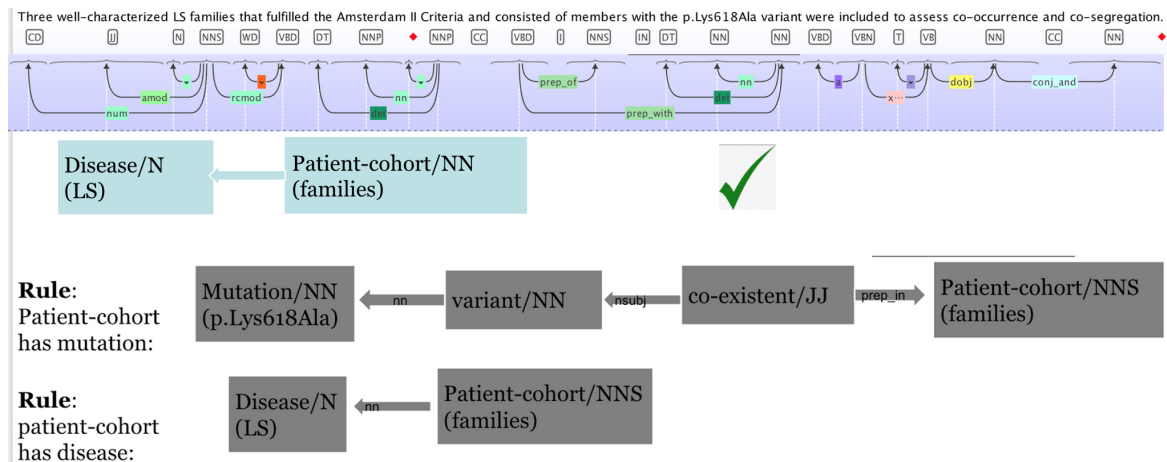 Three well-characterized LS families that fulfilled the Amsterdam II Criteria and consisted of members with the p.Lys618Ala variant were included to assess co-occurrence and co-segregation.
CD JJ N NNS WD VBD DT NNP NNP CC VBD I NNS IN DT NN NN VBD VBN T VB NN CC NN
prep_of nn a dobj conj_and
amod rcmod nn det x...
num det prep_with
Disease/N
(LS)
Patient-cohort/NN
(families)
Rule:
Patient-cohort
has mutation:
Mutation/NN
(p.Lys618Ala)
nn
variant/NN
nsubj
co-existent/JJ
prep_in
Patient-cohort/NNS
(families)
Rule:
patient-cohort
has disease:
Disease/N
(LS)
nn
Patient-cohort/NNS
(families)